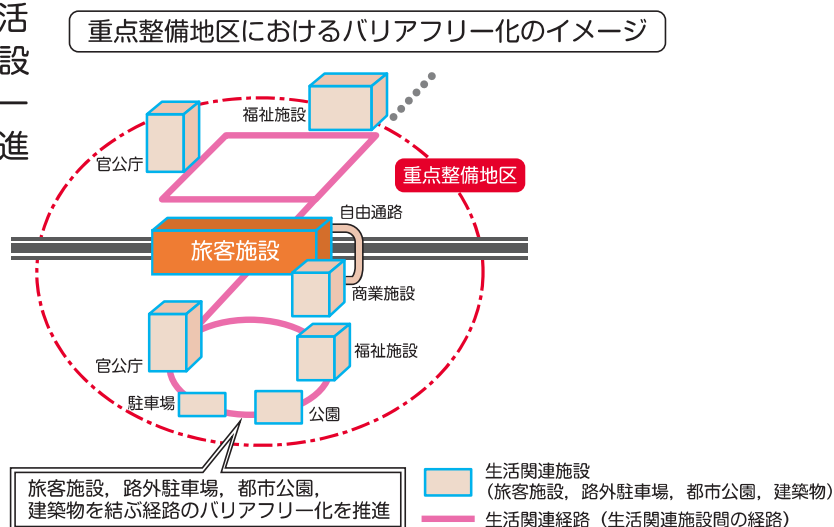 活
設
一
進
重点整備地区におけるバリアフリー化のイメージ
福祉施設
官公庁
重点整備地区
自由通路
旅客施設
商業施設
官公庁
福祉施設
駐車場
公園
旅客施設，路外駐車場，都市公園，
建築物を結ぶ経路のバリアフリー化を推進
生活関連施設
（旅客施設，路外駐車場，都市公園，建築物）
生活関連経路（生活関連施設間の経路）